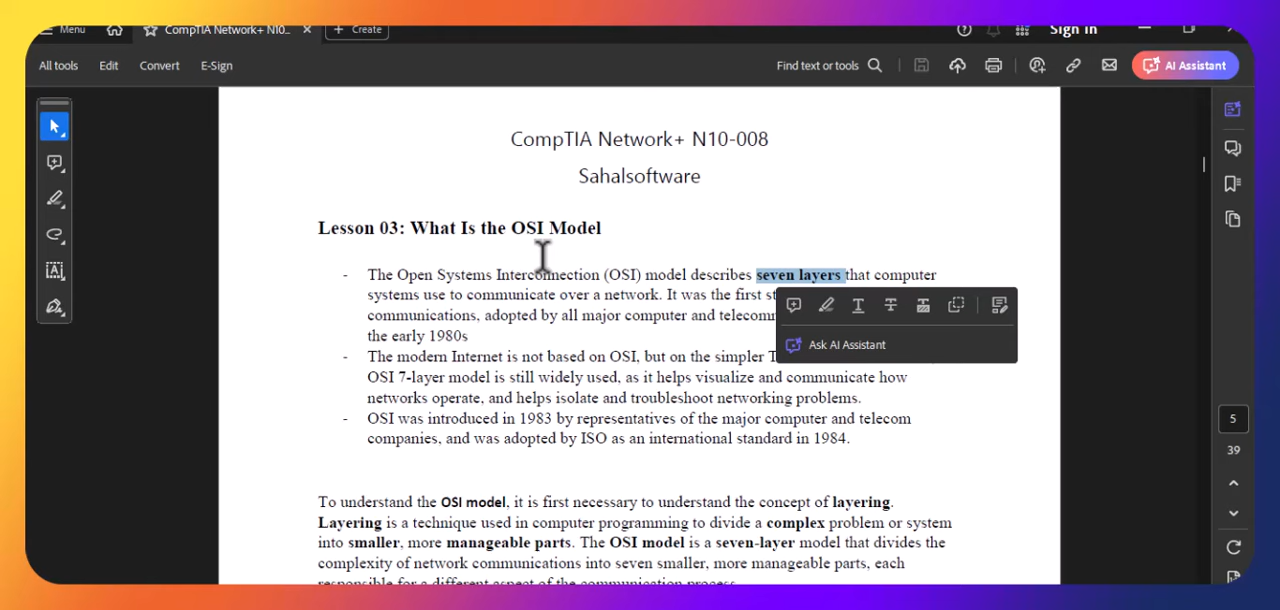 Menu
CompTIA Network+ N10...
Create
Sign in
All tools
Edit
Convert
E-Sign
Find text or tools
AI Assistant
CompTIA Network+ N10-008
Sahalsoftware
Lesson 03: What Is the OSI Model
- The Open Systems Interconnection (OSI) model describes seven layers that computer
systems use to communicate over a network. It was the first
communications, adopted by all major computer and
the early 1980s
Ask AI Assistant
- The modern Internet is not based on OSI, but on the simpler
OSI 7-layer model is still widely used, as it helps visualize and communicate how
networks operate, and helps isolate and troubleshoot networking problems.
- OSI was introduced in 1983 by representatives of the major computer and telecom
companies, and was adopted by ISO as an international standard in 1984.
To understand the OSI model, it is first necessary to understand the concept of layering.
Layering is a technique used in computer programming to divide a complex problem or system
into smaller, more manageable parts. The OSI model is a seven-layer model that divides the
complexity of network communications into seven smaller, more manageable parts, each
responsible for a different aspect of the communication process.
5
39